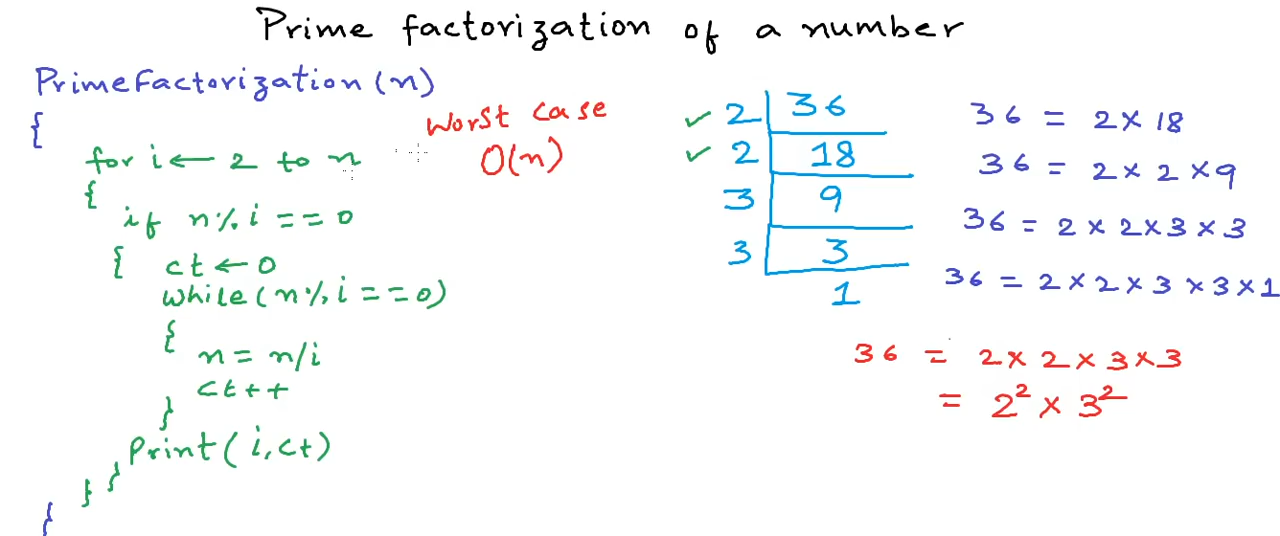 Prime factorization of a number
PrimeFactorization (n)
{
for i ← 2 to n
{
if n % i == 0
{ ct ← 0
while (n % i == 0)
{
n = n/i
ct++
}
Print( i, ct)
}
}
}
Worst case
O(n)
✓ 2 | 36
✓ 2 | 18
3 | 9
3 | 3
1
36 = 2 × 18
36 = 2 × 2 × 9
36 = 2 × 2 × 3 × 3
36 = 2 × 2 × 3 × 3 × 1
36 = 2 × 2 × 3 × 3
= 2² × 3²